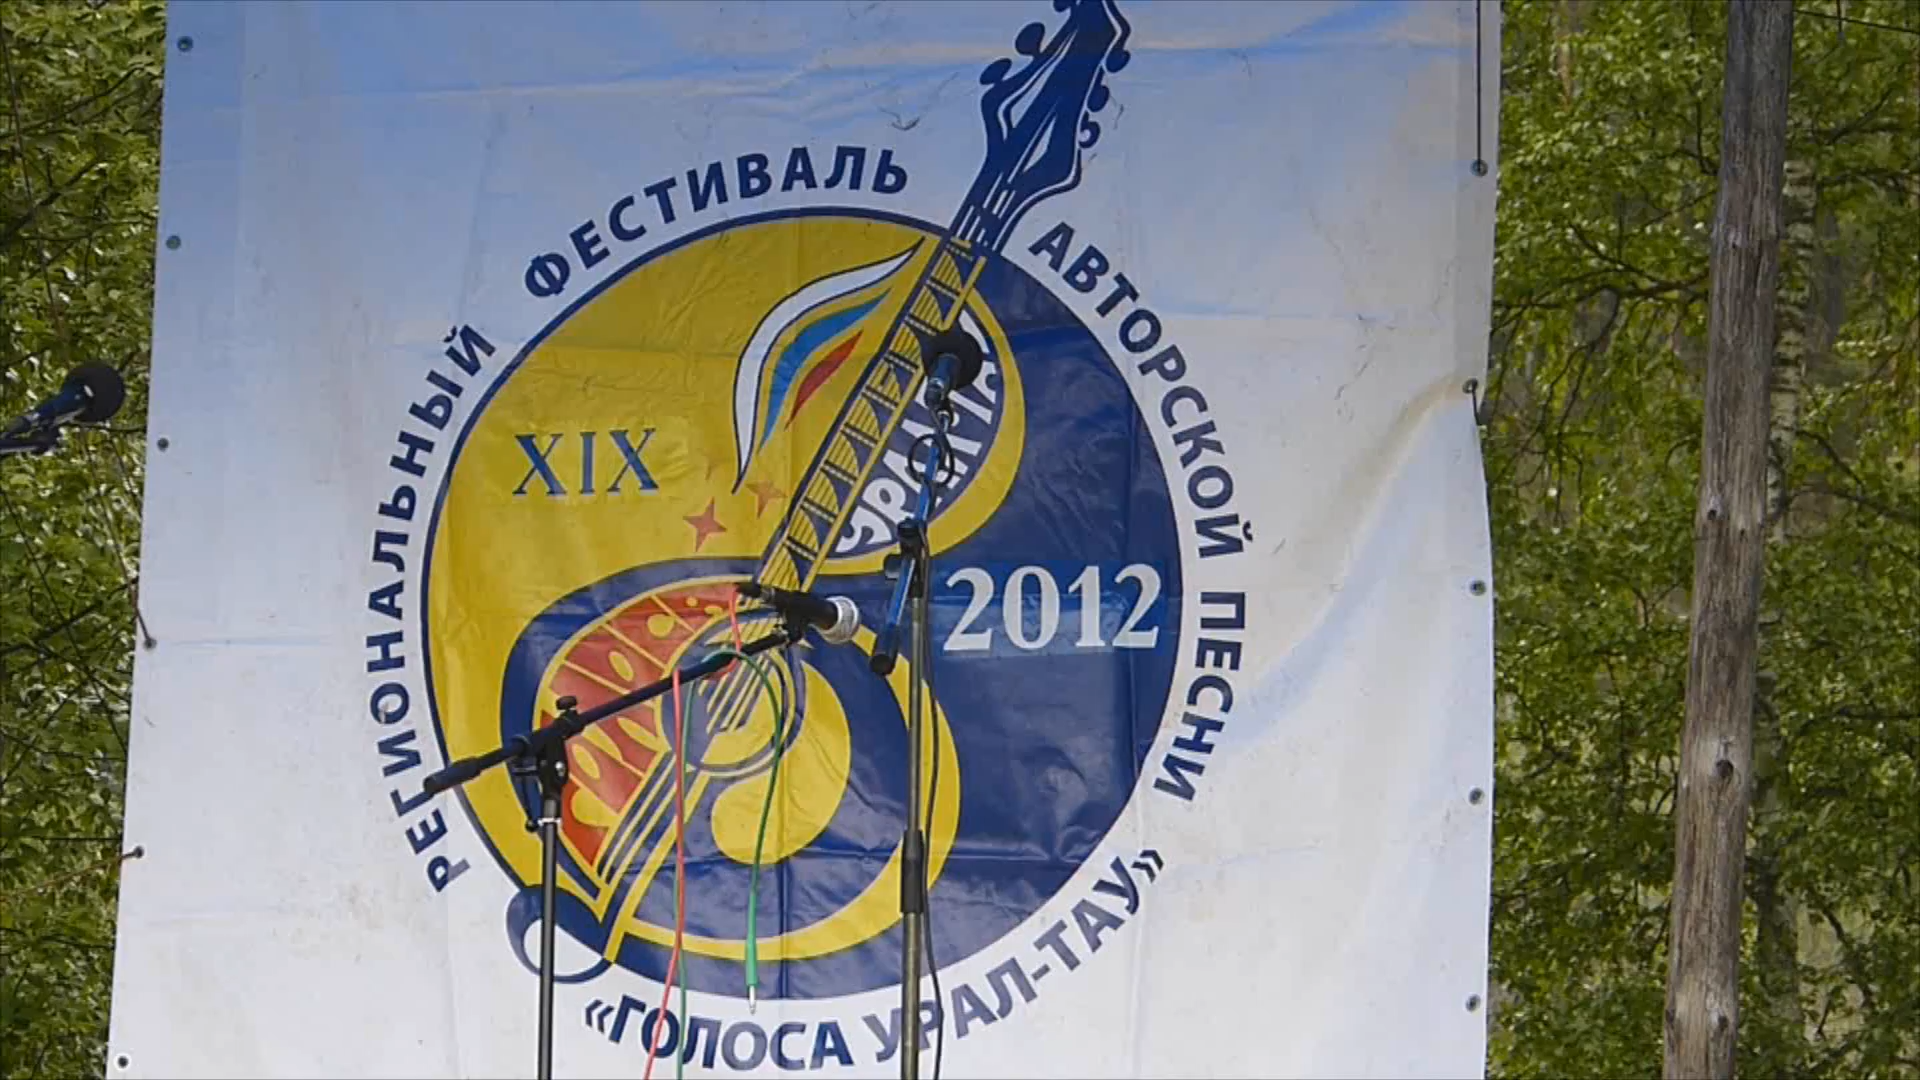 РЕГИОНАЛЬНЫЙ ФЕСТИВАЛЬ АВТОРСКОЙ ПЕСНИ
XIX
2012
«ГОЛОСА УРАЛ-ТАУ»